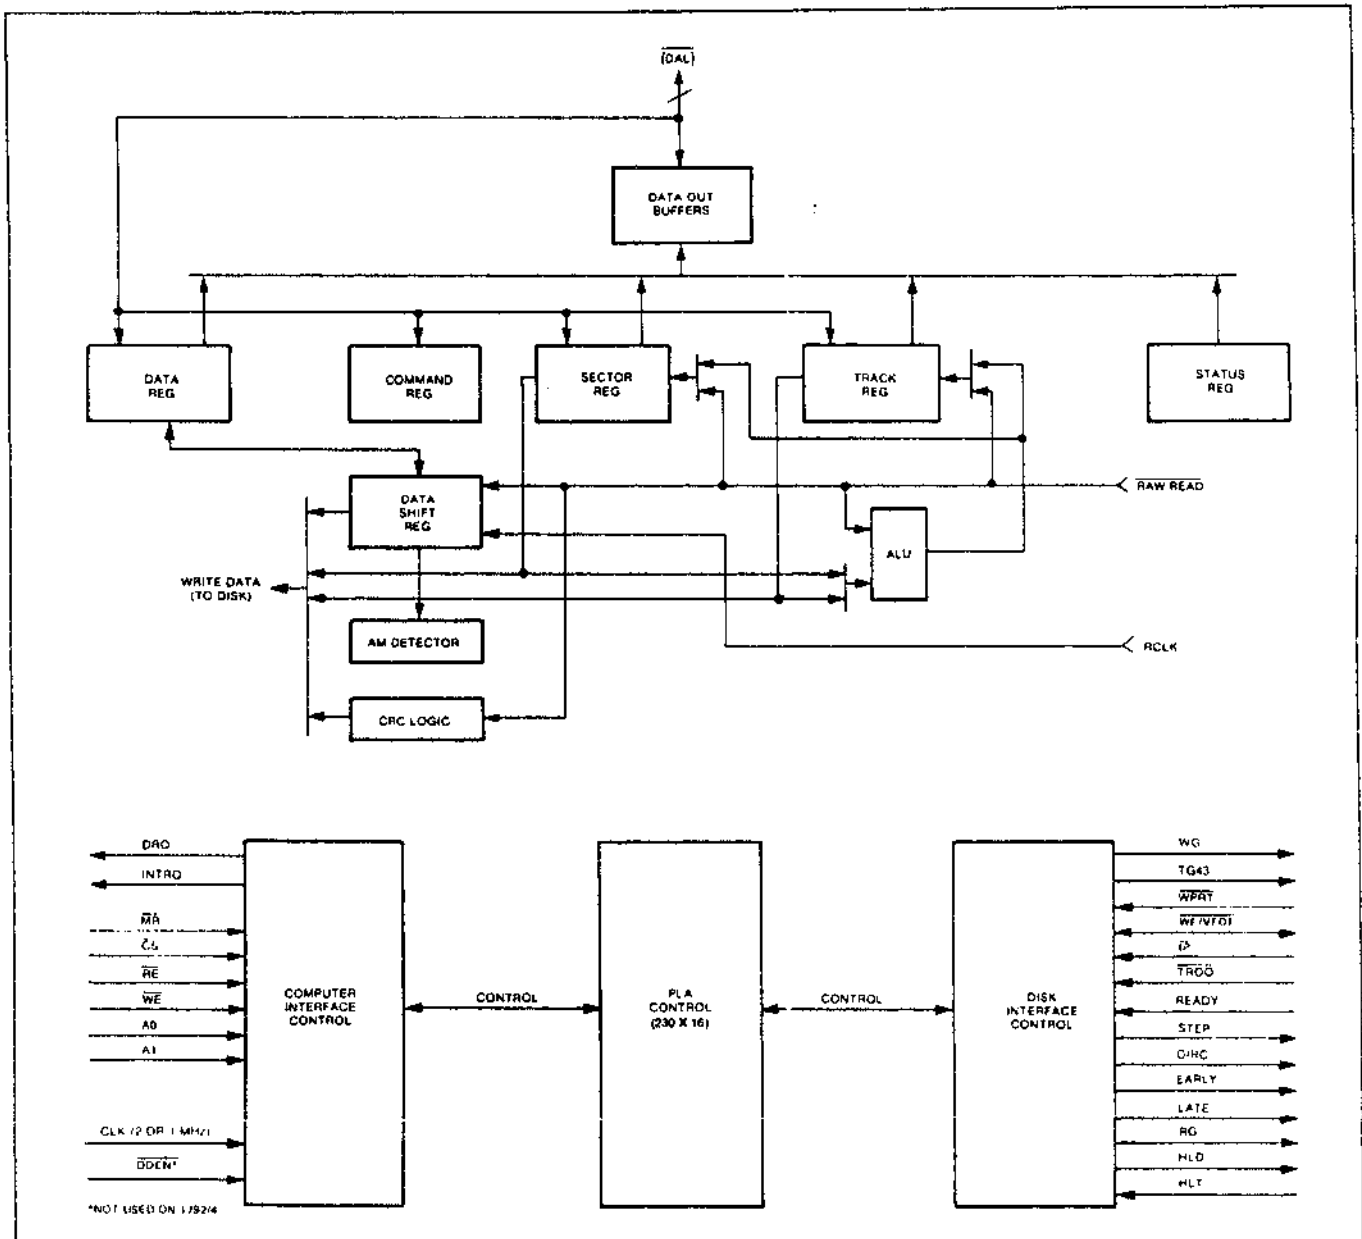 (DAL)
DATA OUT
BUFFERS
DATA
REG
COMMAND
REG
SECTOR
REG
TRACK
REG
STATUS
REG
DATA
SHIFT
REG
RAW READ
ALU
WRITE DATA
(TO DISK)
AM DETECTOR
RCLK
CRC LOGIC
DRQ
INTRQ
MR
CS
RE
WE
A0
A1
CLK (2 OR 1 MHZ)
DDEN*
*NOT USED ON 1792/4
COMPUTER
INTERFACE
CONTROL
CONTROL
PLA
CONTROL
(230 X 16)
CONTROL
DISK
INTERFACE
CONTROL
WG
TG43
WPRT
WF/VFOE
IP
TR00
READY
STEP
DIRC
EARLY
LATE
RG
HLD
HLT